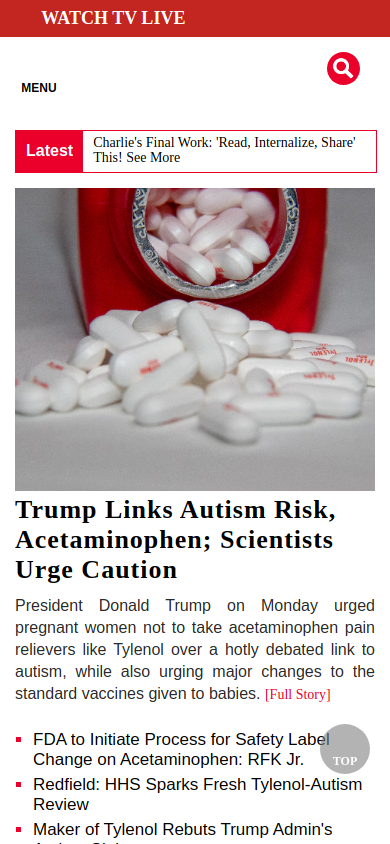 WATCH TV LIVE
MENU
Latest
Charlie's Final Work: 'Read, Internalize, Share'
This! See More
TYLENOL
TYLENOL
TYLENOL
Trump Links Autism Risk,
Acetaminophen; Scientists
Urge Caution
President Donald Trump on Monday urged
pregnant women not to take acetaminophen pain
relievers like Tylenol over a hotly debated link to
autism, while also urging major changes to the
standard vaccines given to babies. [Full Story]
FDA to Initiate Process for Safety Label
Change on Acetaminophen: RFK Jr.
TOP
Redfield: HHS Sparks Fresh Tylenol-Autism
Review
Maker of Tylenol Rebuts Trump Admin's